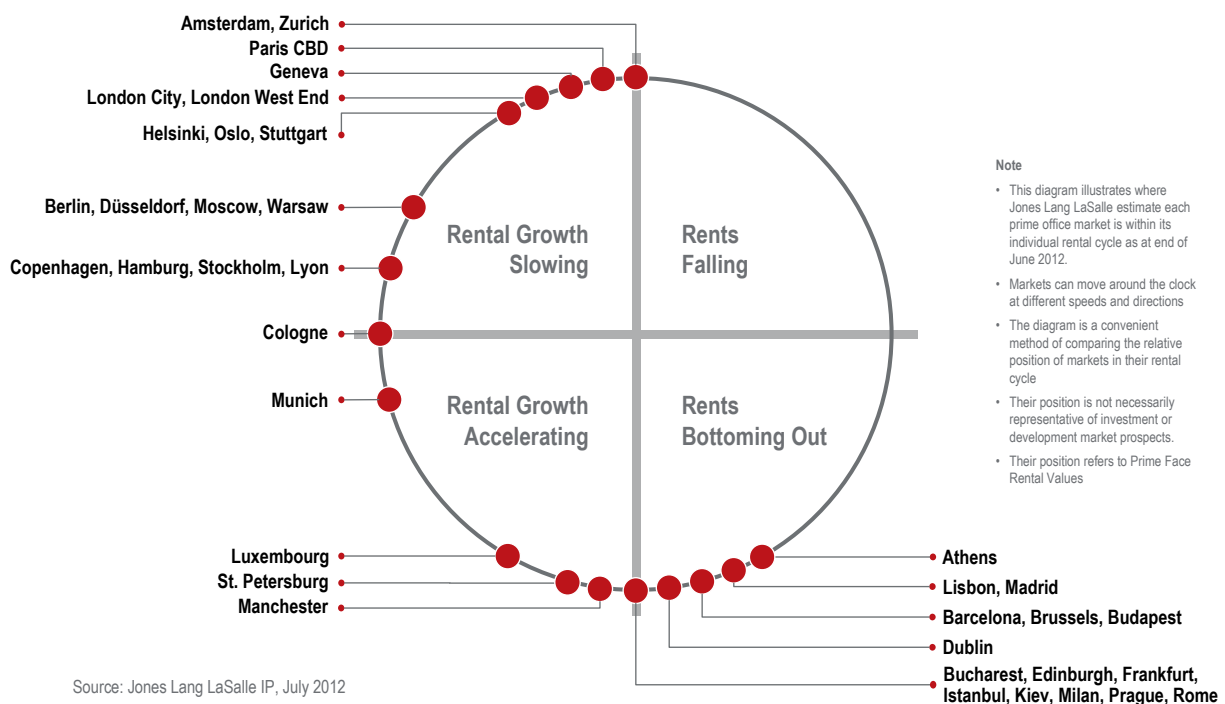 Amsterdam, Zurich
Paris CBD
Geneva
London City, London West End
Helsinki, Oslo, Stuttgart
Berlin, Düsseldorf, Moscow, Warsaw
Copenhagen, Hamburg, Stockholm, Lyon
Cologne
Munich
Luxembourg
St. Petersburg
Manchester
Rental Growth
Slowing
Rents
Falling
Rental Growth
Accelerating
Rents
Bottoming Out
Athens
Lisbon, Madrid
Barcelona, Brussels, Budapest
Dublin
Bucharest, Edinburgh, Frankfurt,
Istanbul, Kiev, Milan, Prague, Rome
Note
• This diagram illustrates where
Jones Lang LaSalle estimate each
prime office market is within its
individual rental cycle as at end of
June 2012.
• Markets can move around the clock
at different speeds and directions
• The diagram is a convenient
method of comparing the relative
position of markets in their rental
cycle
• Their position is not necessarily
representative of investment or
development market prospects.
• Their position refers to Prime Face
Rental Values
Source: Jones Lang LaSalle IP, July 2012